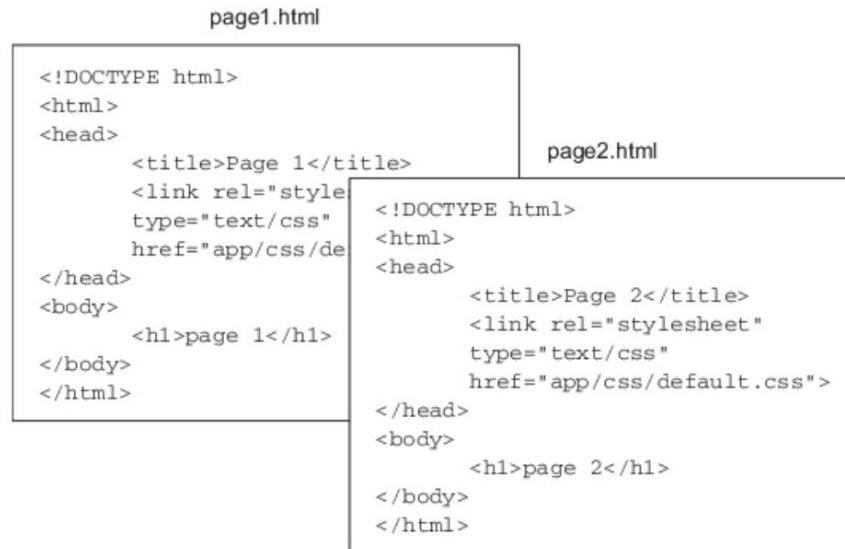 page1.html
<!DOCTYPE html>
<html>
<head>
<title>Page 1</title>
<link rel="style
type="text/css"
href="app/css/de
</head>
<body>
<h1>page 1</h1>
</body>
</html>
page2.html
<!DOCTYPE html>
<html>
<head>
<title>Page 2</title>
<link rel="stylesheet"
type="text/css"
href="app/css/default.css">
</head>
<body>
<h1>page 2</h1>
</body>
</html>